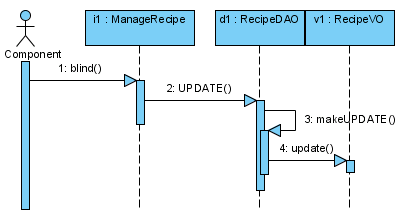 i1 : ManageRecipe
d1 : RecipeDAO
v1 : RecipeVO
Component
1: blind()
2: UPDATE()
3: makeUPDATE()
4: update()